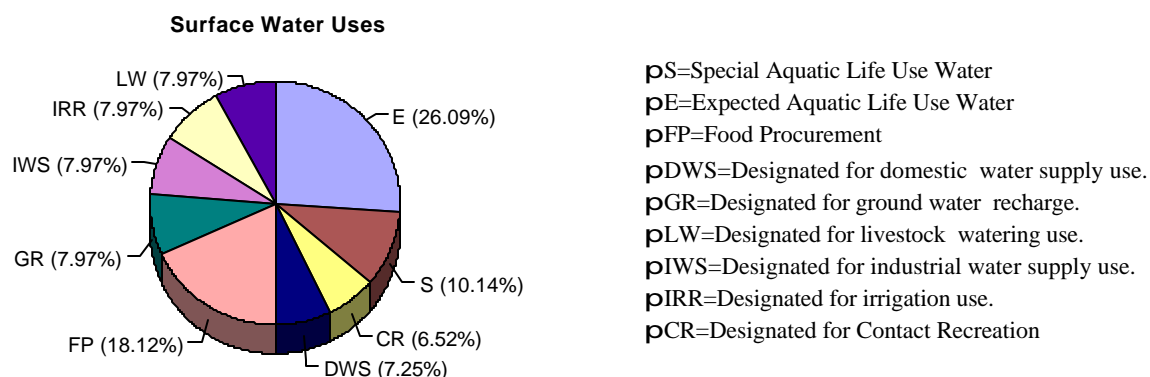 Surface Water Uses
LW (7.97%)
IRR (7.97%)
IWS (7.97%)
GR (7.97%)
FP (18.12%)
E (26.09%)
S (10.14%)
CR (6.52%)
DWS (7.25%)
pS=Special Aquatic Life Use Water
pE=Expected Aquatic Life Use Water
pFP=Food Procurement
pDWS=Designated for domestic water supply use.
pGR=Designated for ground water recharge.
pLW=Designated for livestock watering use.
pIWS=Designated for industrial water supply use.
pIRR=Designated for irrigation use.
pCR=Designated for Contact Recreation